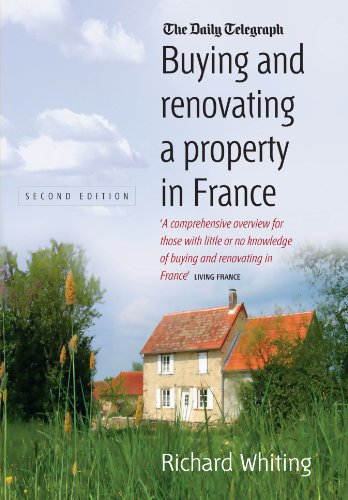 The Daily Telegraph
Buying and
renovating
a property
in France
SECOND EDITION
'A comprehensive overview for
those with little or no knowledge
of buying and renovating in
France' LIVING FRANCE
Richard Whiting